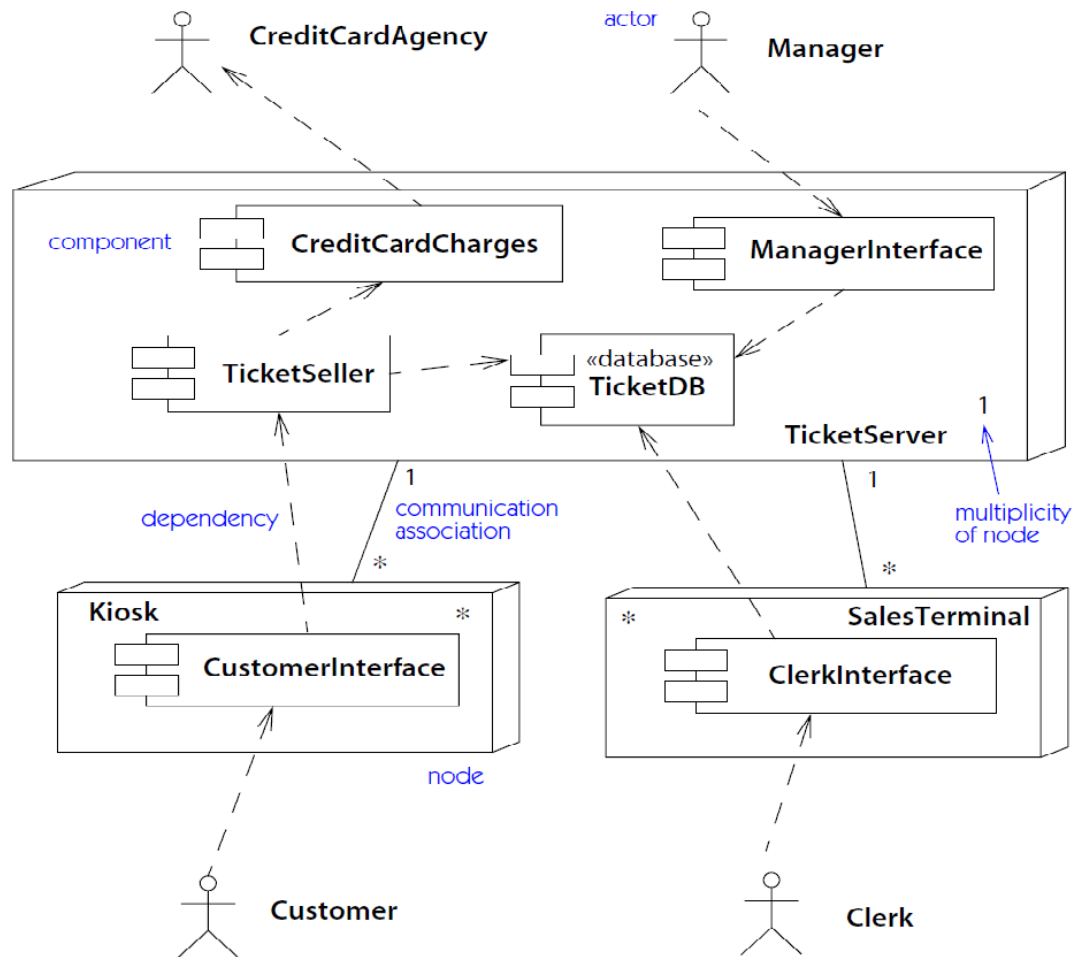 actor
CreditCardAgency
Manager
component
CreditCardCharges
ManagerInterface
TicketSeller
«database»
TicketDB
1
TicketServer
1
1
dependency
communication
association
multiplicity
of node
*
*
Kiosk
*
*
SalesTerminal
CustomerInterface
ClerkInterface
node
Customer
Clerk